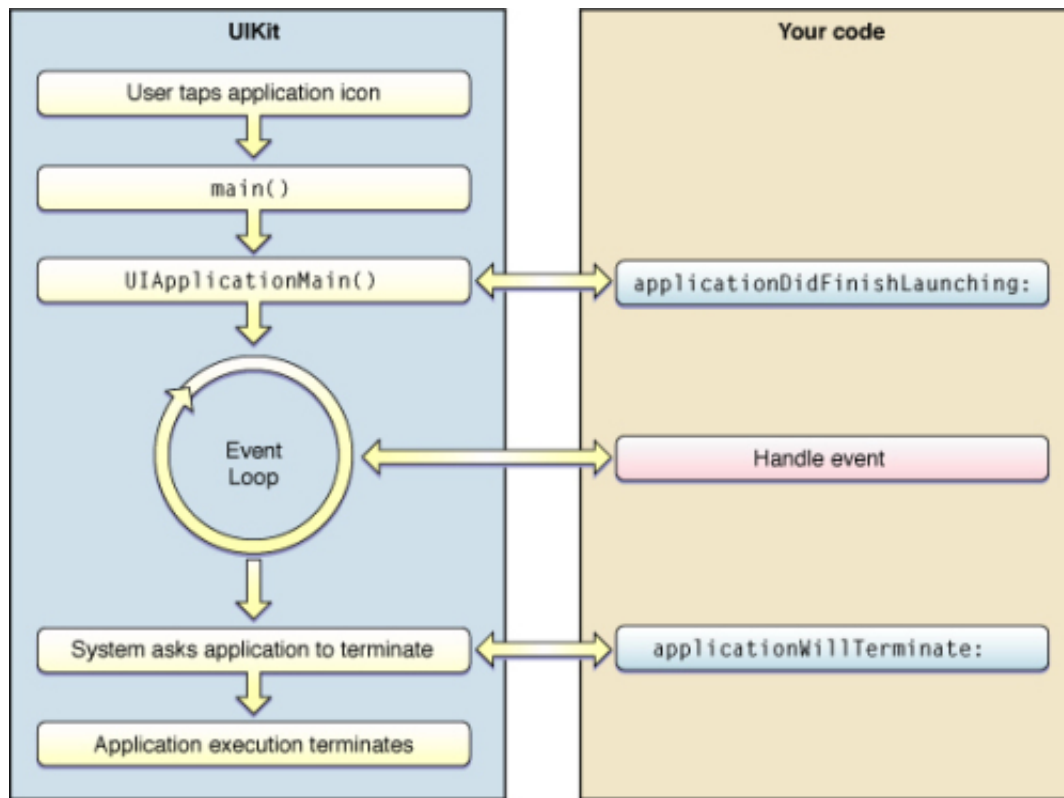 UIKit
User taps application icon
main()
UIApplicationMain()
Event
Loop
System asks application to terminate
Application execution terminates
Your code
applicationDidFinishLaunching:
Handle event
applicationWillTerminate: